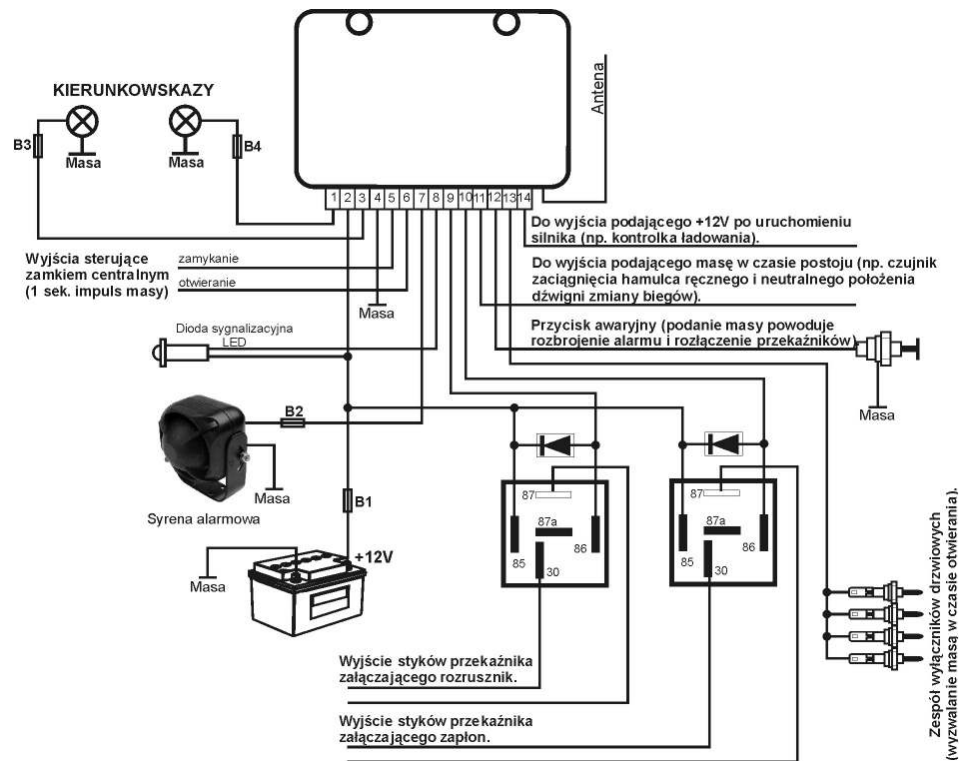 KIERUNKOWSKAZY
Antena
B3
B4
Masa
Masa
1 2 3 4 5 6 7 8 9 10 11 12 13 14
Wyjścia sterujące
zamkiem centralnym
(1 sek. impuls masy)
zamykanie
otwieranie
Masa
Do wyjścia podającego +12V po uruchomieniu
silnika (np. kontrolka ładowania).
Do wyjścia podającego masę w czasie postoju (np. czujnik
zaciągnięcia hamulca ręcznego i neutralnego położenia
dźwigni zmiany biegów).
Przycisk awaryjny (podanie masy powoduje
rozbrojenie alarmu i rozłączenie przekaźników)
Masa
Dioda sygnalizacyjna
LED
B2
Masa
Syrena alarmowa
B1
+12V
Masa
87
87a
85
86
30
87
87a
85
86
30
Wyjście styków przekaźnika
załączającego rozrusznik.
Wyjście styków przekaźnika
załączającego zapłon.
Zespół wyłączników drzwiowych
(wyzwalanie masą w czasie otwierania).